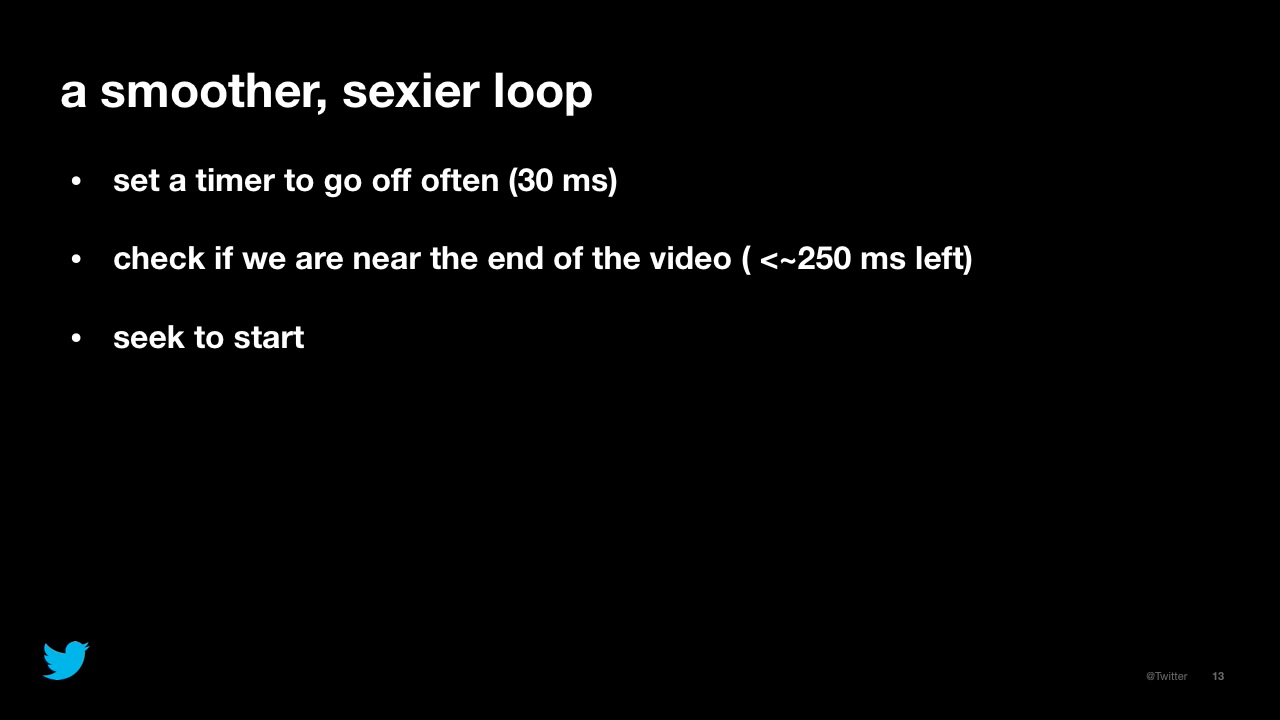 a smoother, sexier loop
• set a timer to go off often (30 ms)
• check if we are near the end of the video ( <~250 ms left)
• seek to start
@Twitter 13